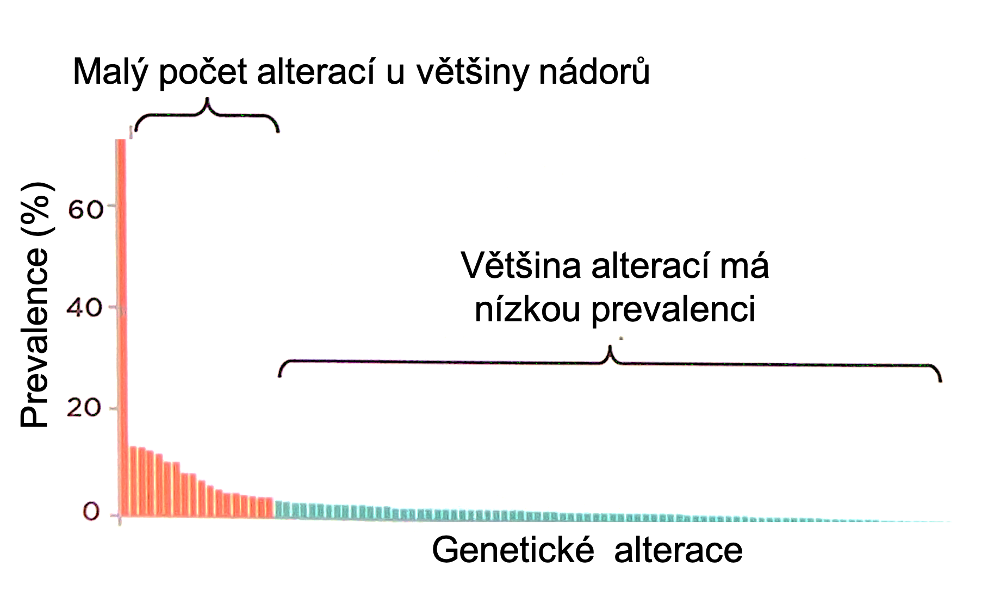 Malý počet alterací u většiny nádorů
Prevalence (%)
60
40
20
0
Většina alterací má
nízkou prevalenci
Genetické alterace